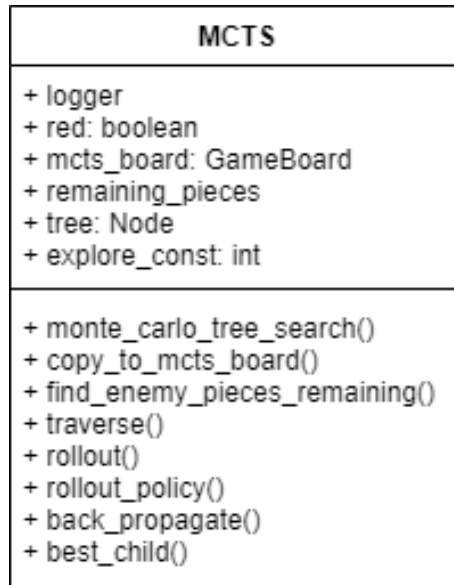 MCTS
+ logger
+ red: boolean
+ mcts_board: GameBoard
+ remaining_pieces
+ tree: Node
+ explore_const: int
+ monte_carlo_tree_search()
+ copy_to_mcts_board()
+ find_enemy_pieces_remaining()
+ traverse()
+ rollout()
+ rollout_policy()
+ back_propagate()
+ best_child()